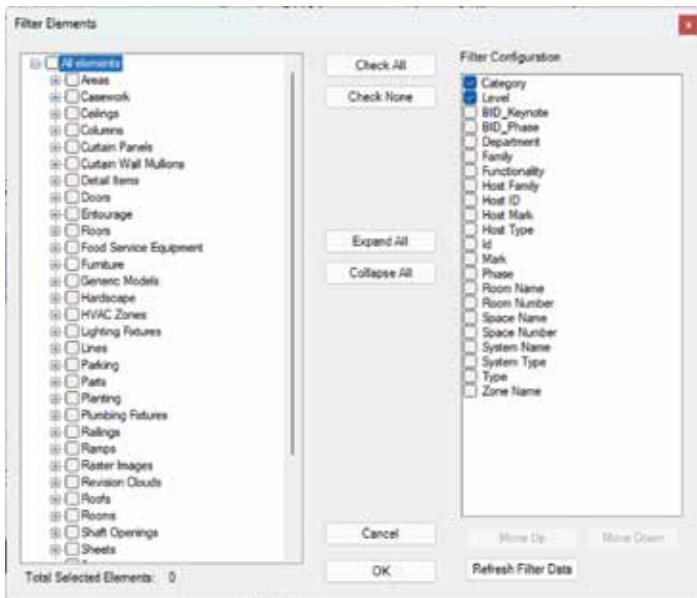 Filter Elements
All elements
Areas
Casework
Ceilings
Columns
Curtain Panels
Curtain Wall Mullions
Detail Items
Doors
Entourage
Floors
Food Service Equipment
Furniture
Generic Models
Hardscape
HVAC Zones
Lighting Fixtures
Lines
Parking
Parts
Planting
Plumbing Fixtures
Railings
Ramps
Raster Images
Revision Clouds
Roofs
Rooms
Shaft Openings
Sheets
Total Selected Elements: 0
Check All
Check None
Expand All
Collapse All
Cancel
OK
Filter Configuration
Category
Level
BID_Keynote
BID_Phase
Department
Family
Functionality
Host Family
Host ID
Host Mark
Host Type
Id
Mark
Phase
Room Name
Room Number
Space Name
Space Number
System Name
System Type
Type
Zone Name
Move Up
Move Down
Refresh Filter Data